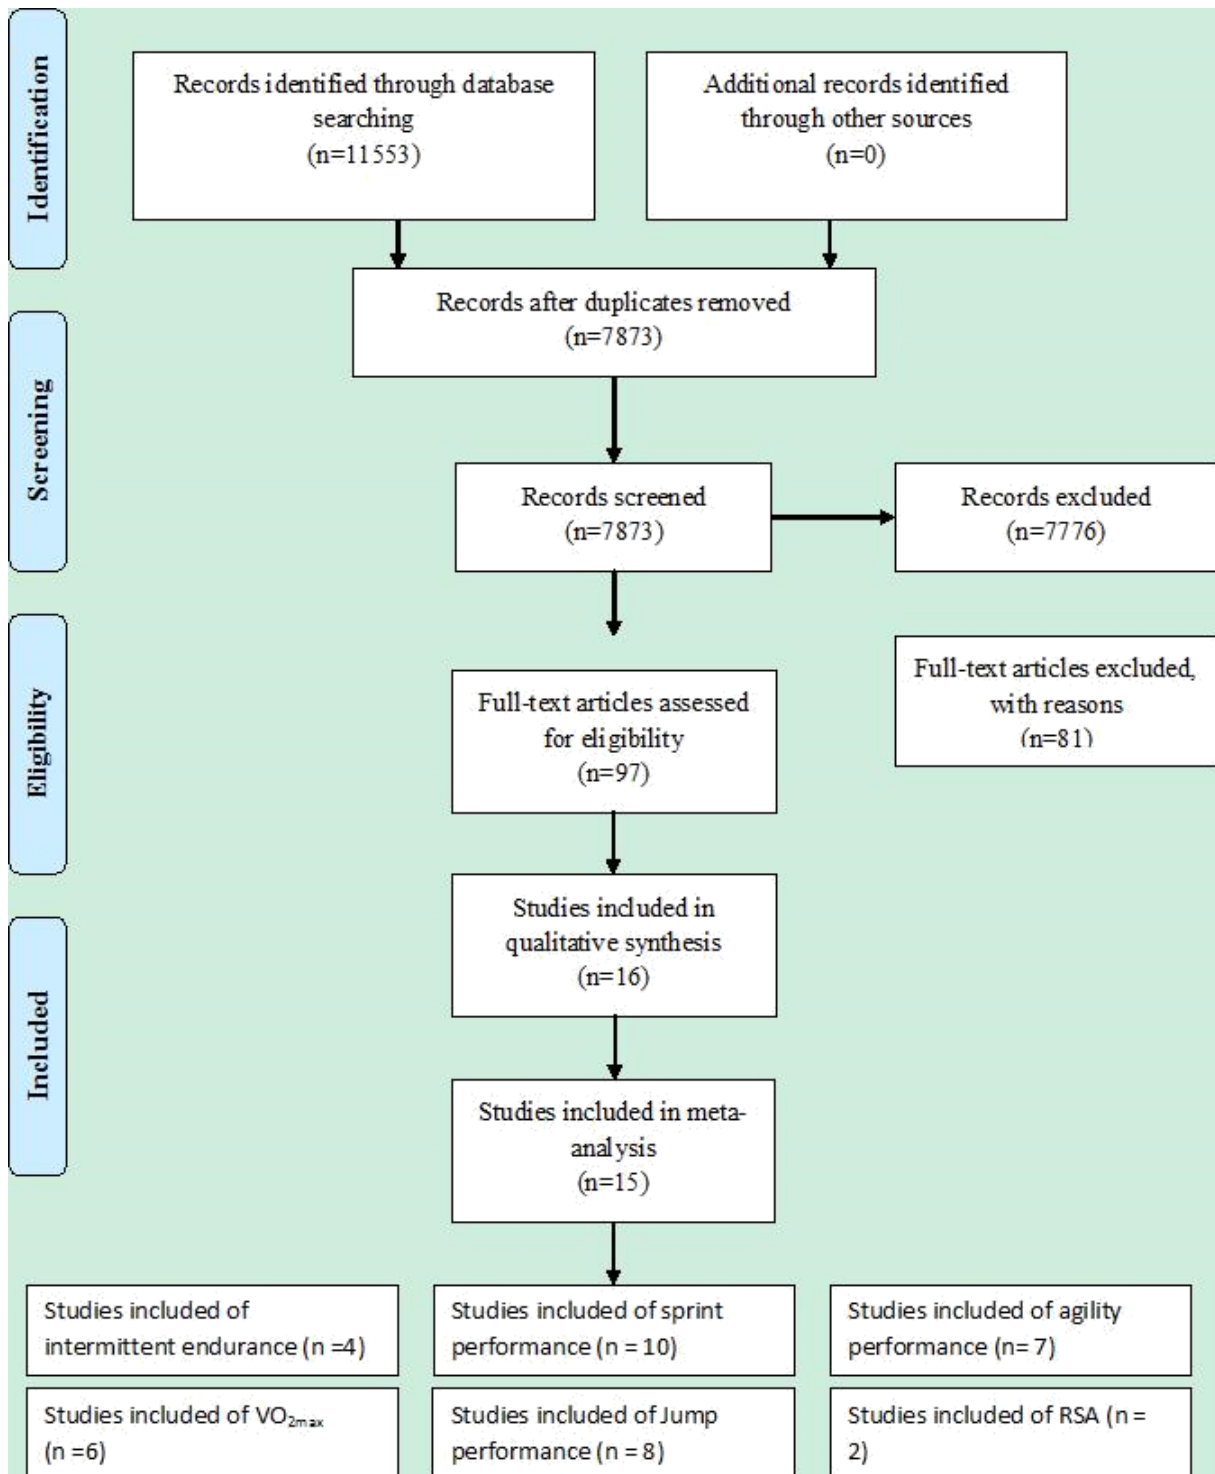 Identification
Records identified through database
searching
(n=11553)
Additional records identified
through other sources
(n=0)
Records after duplicates removed
(n=7873)
Screening
Records screened
(n=7873)
Records excluded
(n=7776)
Eligibility
Full-text articles assessed
for eligibility
(n=97)
Full-text articles excluded,
with reasons
(n=81)
Studies included in
qualitative synthesis
(n=16)
Included
Studies included in meta-
analysis
(n=15)
Studies included of
intermittent endurance (n =4)
Studies included of sprint
performance (n = 10)
Studies included of agility
performance (n= 7)
Studies included of VO2max
(n =6)
Studies included of Jump
performance (n = 8)
Studies included of RSA (n =
2)